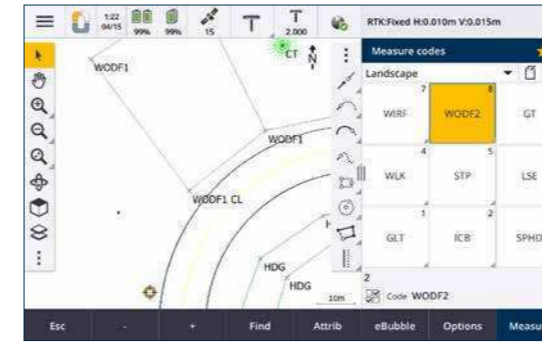 1:22
04/15
99%
99%
15
2.000
RTK:Fixed H:0.010m V:0.015m
Measure codes
Landscape
CT
N
WODF1
WODF1
WODF1 CL
HDG
HDG
10m
7
WIRF
8
WODF2
GT
4
WLK
5
STP
LSE
1
GLT
2
ICB
SPHO
2
Code WODF2
Esc
-
+
Find
Attrib
eBubble
Options
Measu